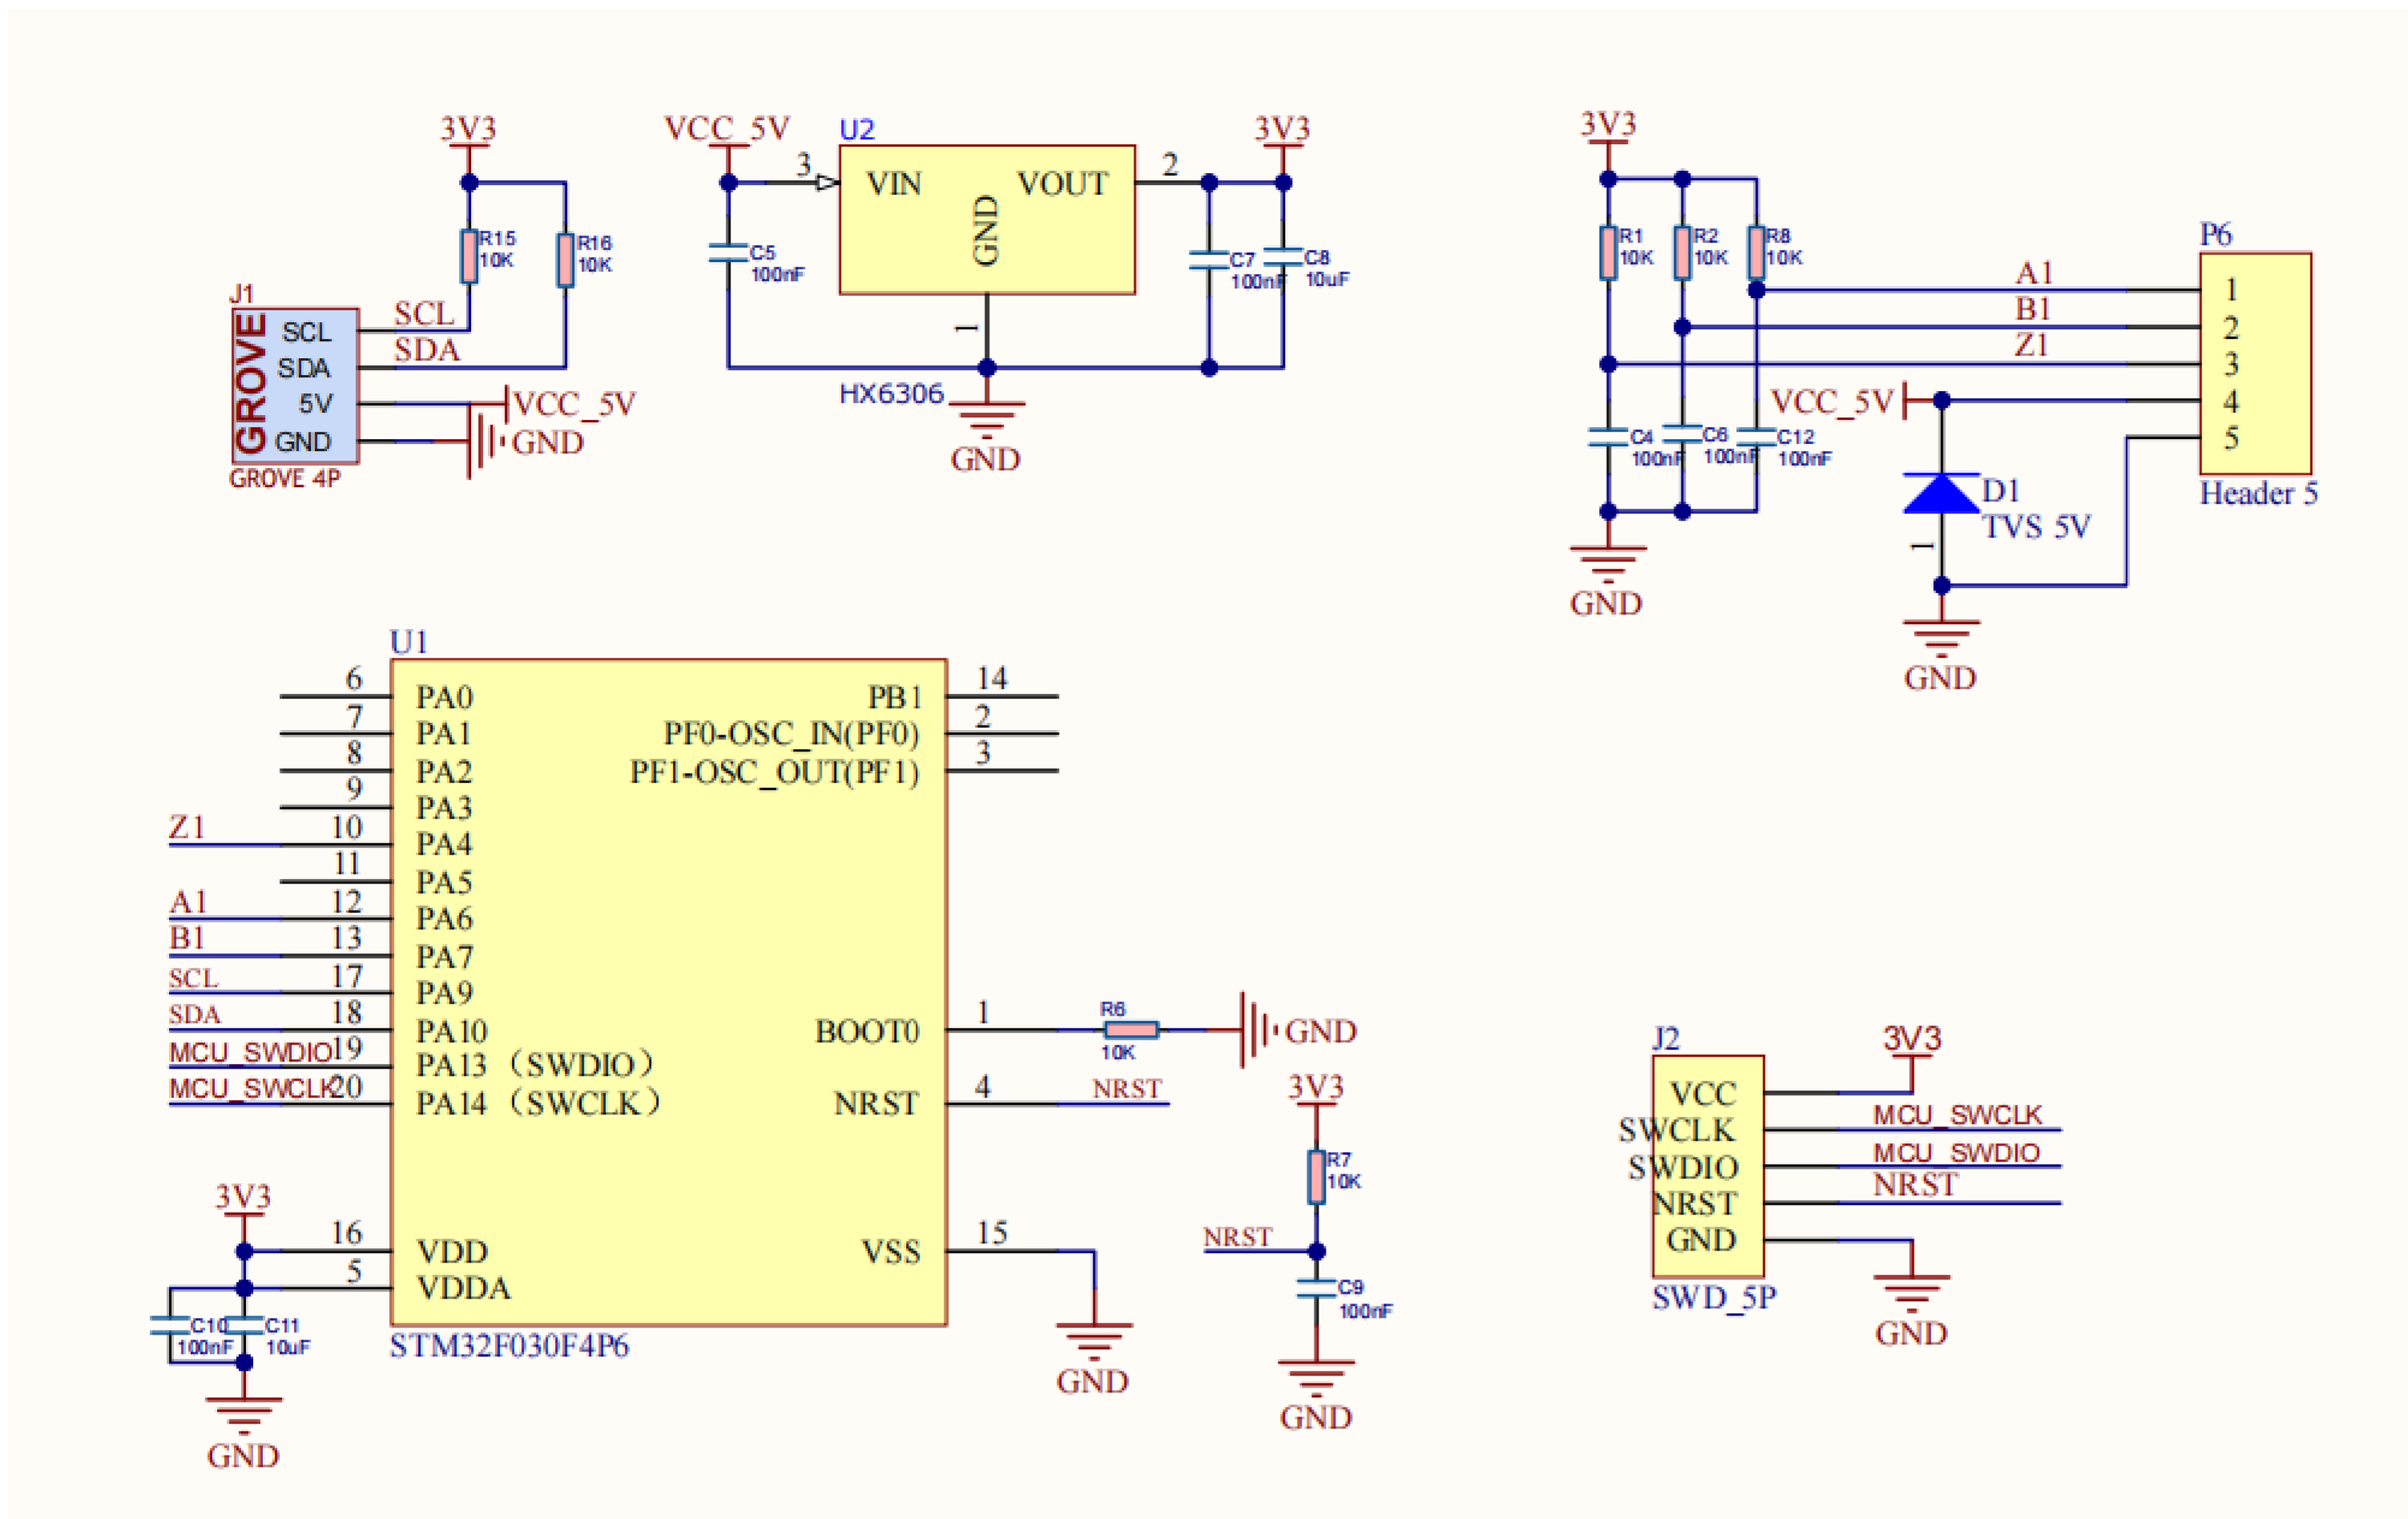 3V3
R15
10K
R16
10K
J1
GROVE
SCL
SDA
5V
GND
SCL
SDA
VCC_5V
GND
GROVE 4P
VCC_5V
U2
3
VIN
VOUT
GND
2
1
3V3
C5
100nF
C7
100nF
C8
10uF
HX6306
GND
3V3
R1
10K
R2
10K
R8
10K
P6
A1
B1
Z1
1
2
3
4
5
VCC_5V
C4
100nF
C6
100nF
C12
100nF
D1
TVS 5V
1
Header 5
GND
GND
U1
6 PA0
7 PA1
8 PA2
9 PA3
Z1 10 PA4
11 PA5
A1 12 PA6
B1 13 PA7
SCL 17 PA9
SDA 18 PA10
MCU_SWDIO 19 PA13（SWDIO）
MCU_SWCLK 20 PA14（SWCLK）
16 VDD
5 VDDA
PB1 14
PF0-OSC_IN(PF0) 2
PF1-OSC_OUT(PF1) 3
BOOT0 1
NRST 4 NRST
VSS 15
R6
10K
GND
3V3
R7
10K
NRST
C9
100nF
GND
3V3
C10
100nF
C11
10uF
GND
STM32F030F4P6
GND
J2
3V3
VCC
SWCLK
SWDIO
NRST
GND
MCU_SWCLK
MCU_SWDIO
NRST
SWD_5P
GND